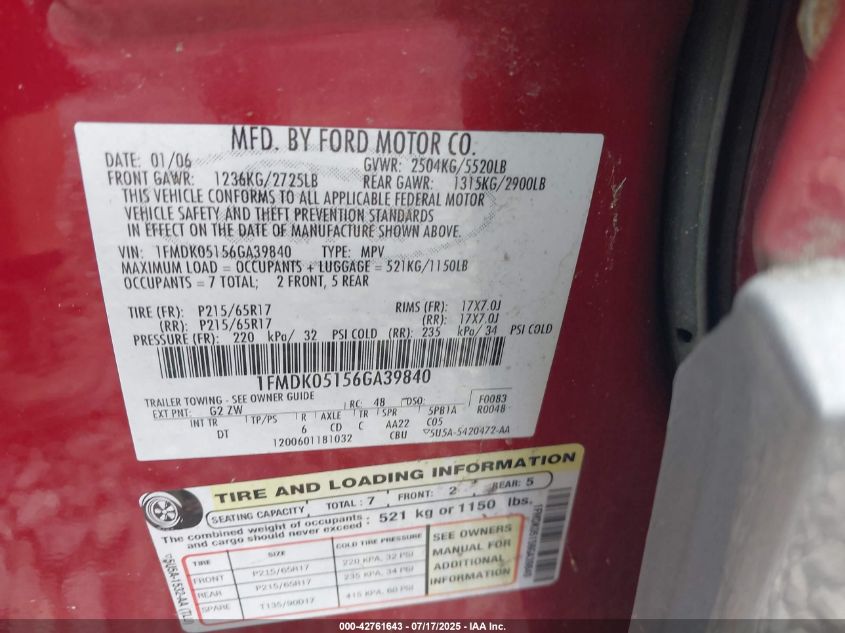 MFD. BY FORD MOTOR CO.
DATE: 01/06 GVWR: 2504KG/5520LB
FRONT GAWR: 1236KG/2725LB REAR GAWR: 1315KG/2900LB
THIS VEHICLE CONFORMS TO ALL APPLICABLE FEDERAL MOTOR
VEHICLE SAFETY AND THEFT PREVENTION STANDARDS
IN EFFECT ON THE DATE OF MANUFACTURE SHOWN ABOVE.
VIN: 1FMDK05156GA39840 TYPE: MPV
MAXIMUM LOAD = OCCUPANTS + LUGGAGE = 521KG/1150LB
OCCUPANTS = 7 TOTAL; 2 FRONT, 5 REAR
TIRE (FR): P215/65R17 RIMS (FR): 17X7.0J
(RR): P215/65R17 (RR): 17X7.0J
PRESSURE (FR): 220 kPa/ 32 PSI COLD (RR): 235 kPa/ 34 PSI COLD
1FMDK05156GA39840
TRAILER TOWING - SEE OWNER GUIDE
EXT PNT: G2 ZW RC: 48 DSO: F0083
INT TR TP/PS R AXLE TR SPR 5PB1A R0048
DT 6 CD C AA22 C05
1200601181032 CBU 5U5A-5420472-AA
TIRE AND LOADING INFORMATION
SEATING CAPACITY TOTAL : 7 FRONT: 2 REAR: 5
The combined weight of occupants and cargo should never exceed : 521 kg or 1150 lbs.
TIRE SIZE COLD TIRE PRESSURE
FRONT P215/65R17 220 KPA, 32 PSI
REAR P215/65R17 235 KPA, 34 PSI
SPARE T135/90D17 415 KPA, 60 PSI
SEE OWNERS
MANUAL FOR
ADDITIONAL
INFORMATION
5U5A-1532-AA (TLI)
000-42761643 - 07/17/2025 - IAA Inc.